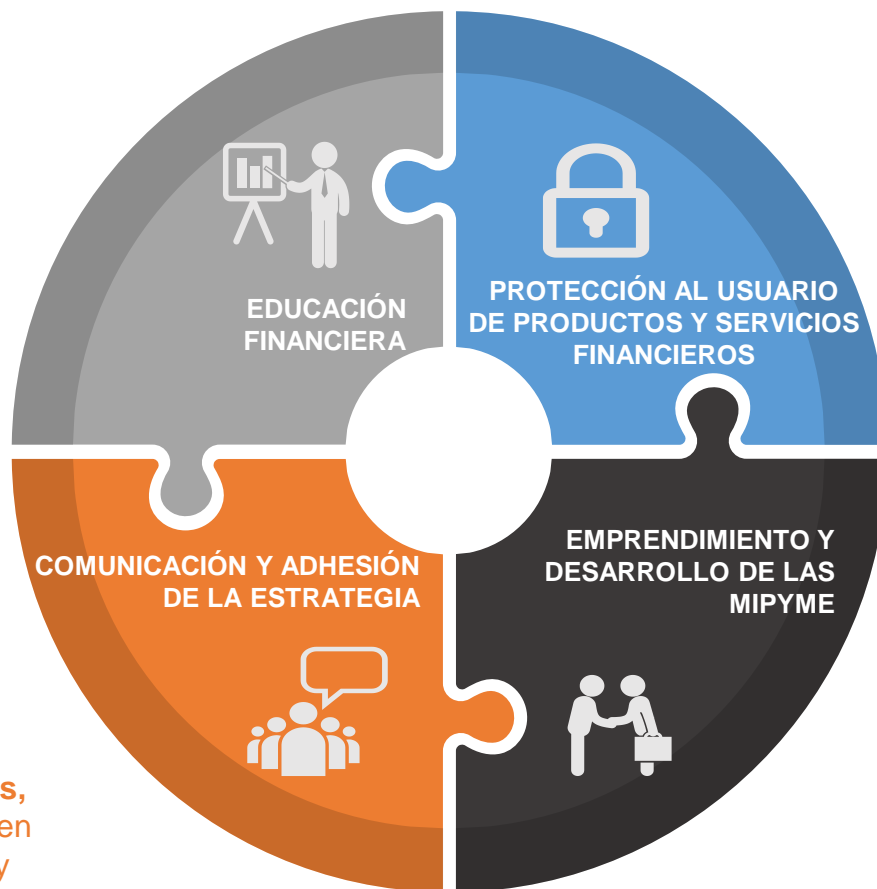 EDUCACIÓN
FINANCIERA
PROTECCIÓN AL USUARIO
DE PRODUCTOS Y SERVICIOS
FINANCIEROS
COMUNICACIÓN Y ADHESIÓN
DE LA ESTRATEGIA
EMPRENDIMIENTO Y
DESARROLLO DE LAS
MIPYME
s,
en
y